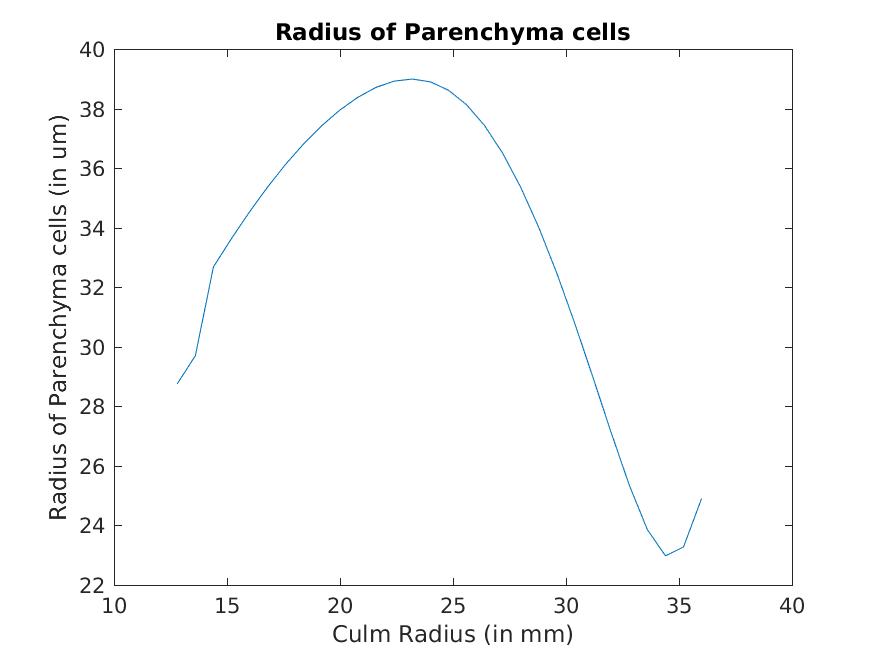 Radius of Parenchyma cells
Radius of Parenchyma cells (in um)
40
38
36
34
32
30
28
26
24
22
10 15 20 25 30 35 40
Culm Radius (in mm)